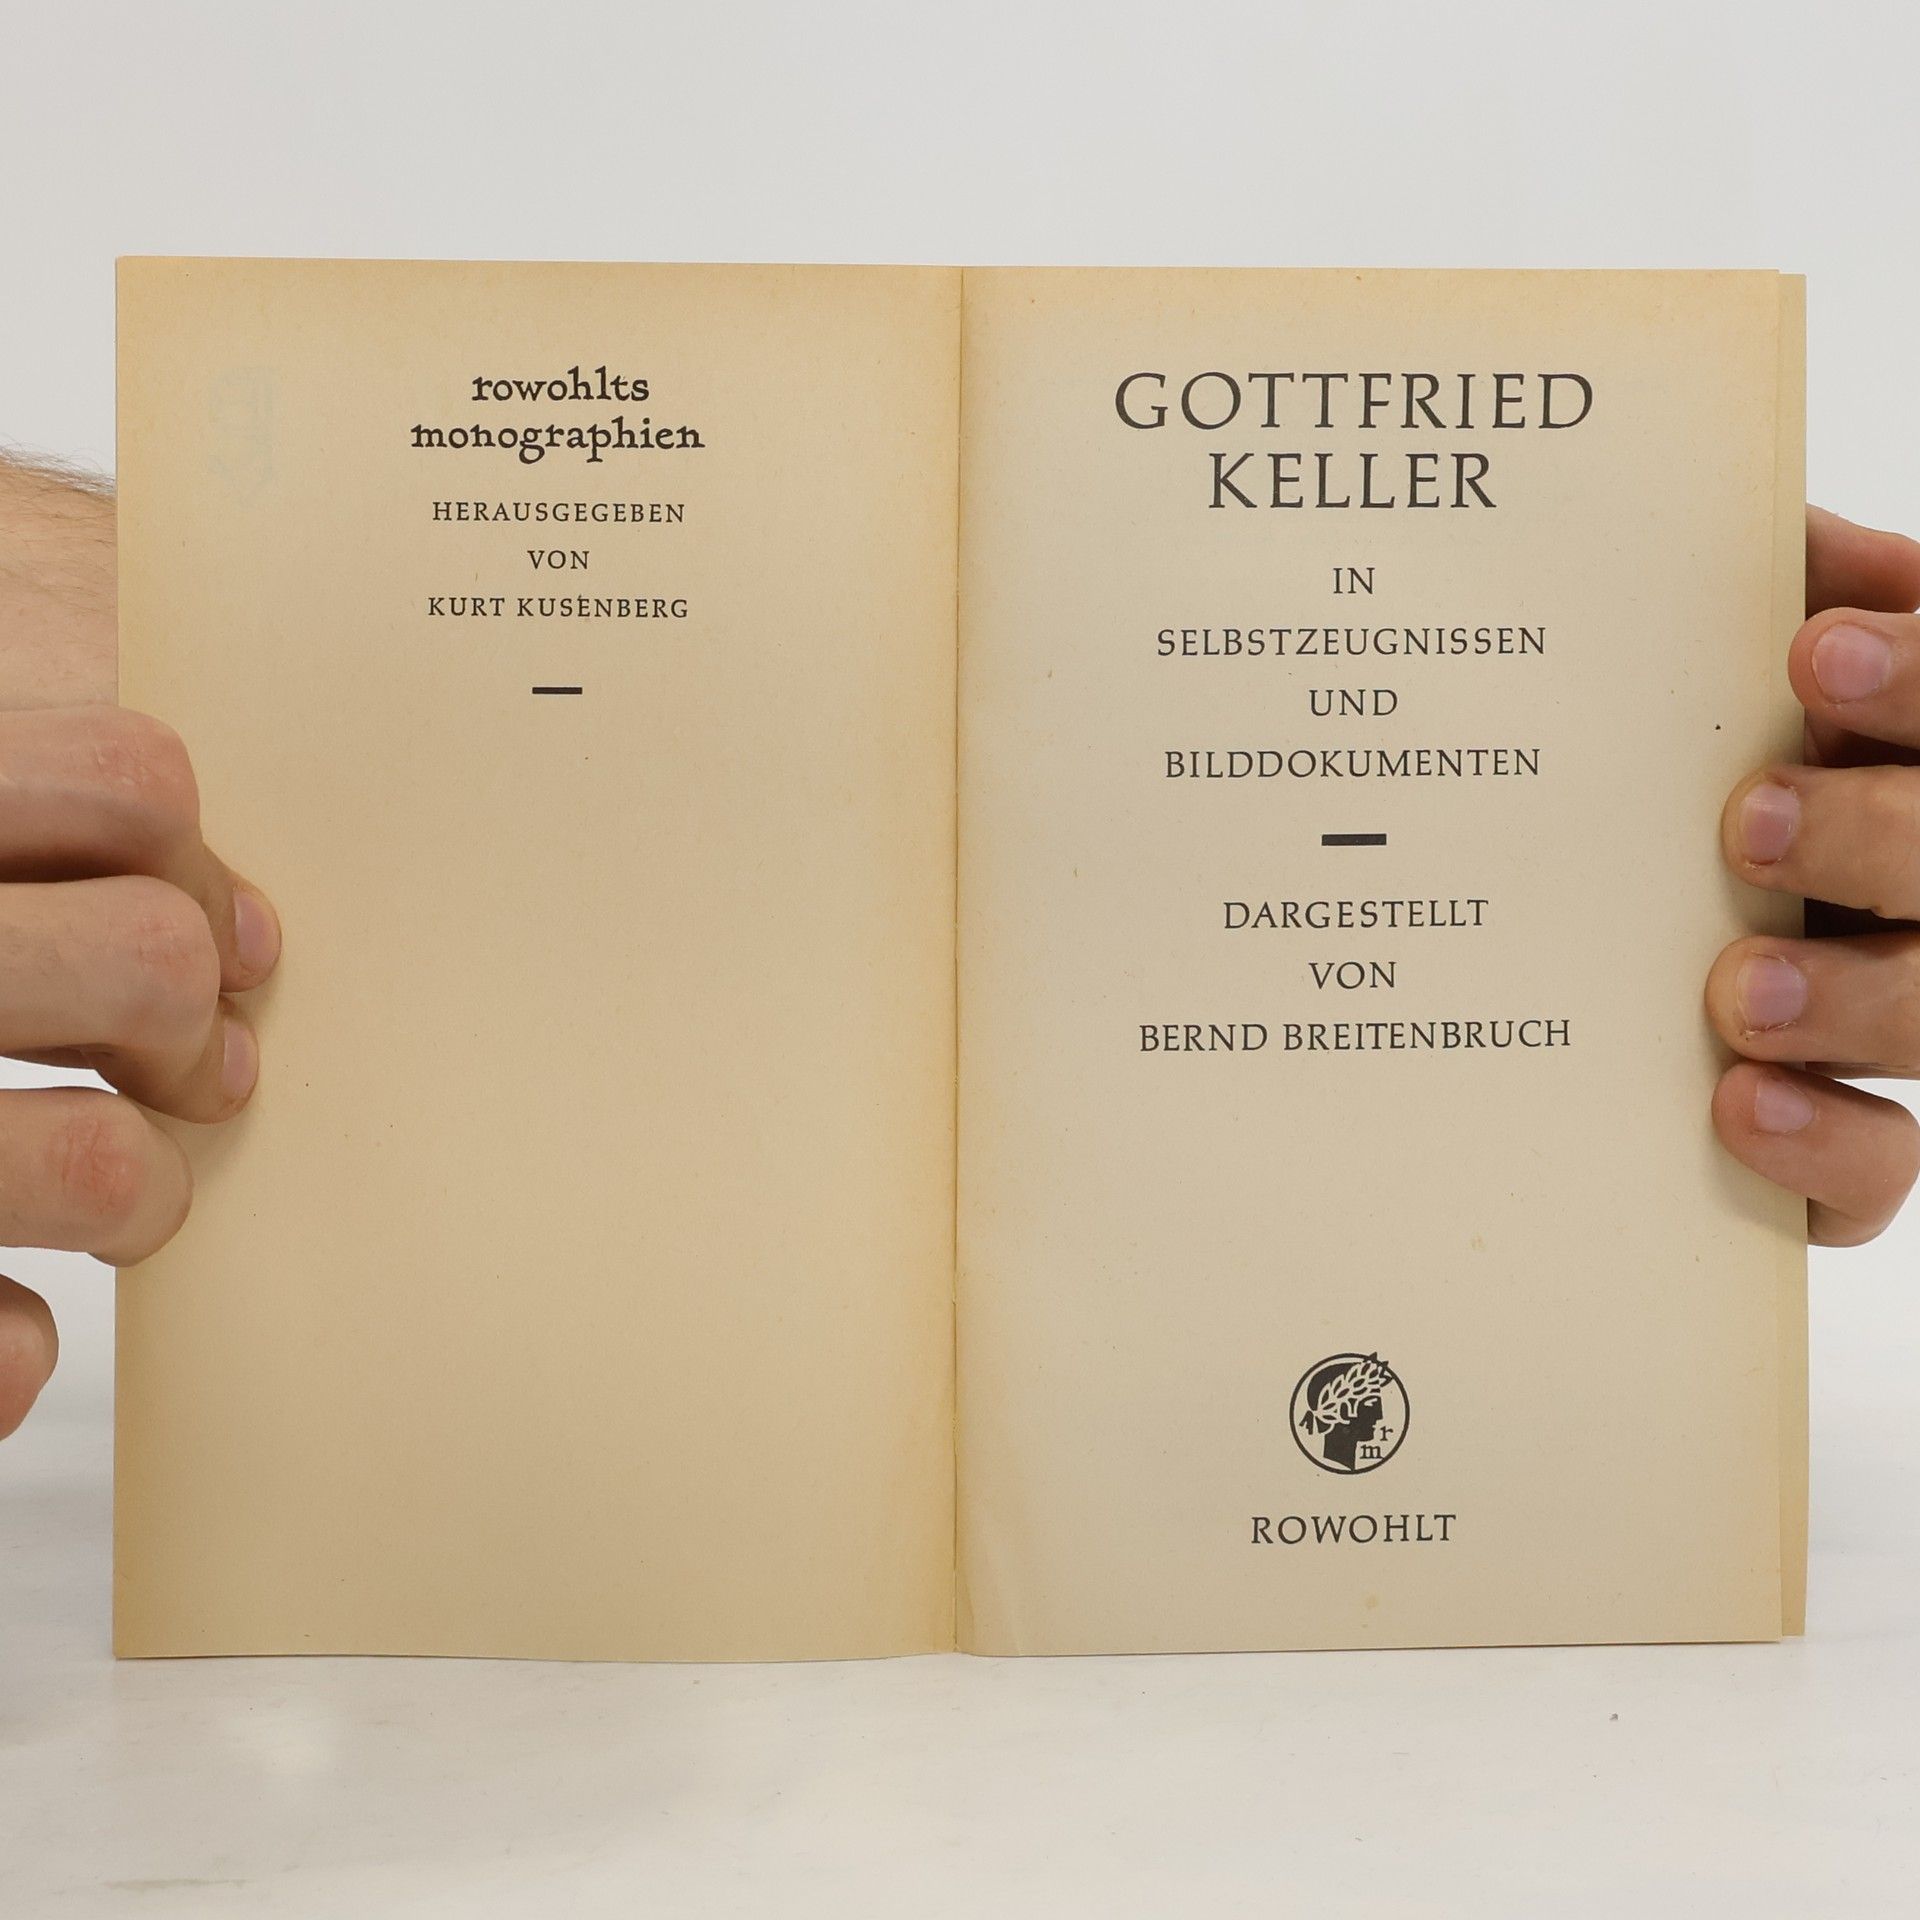 rowohlts
monographien
HERAUSGEGEBEN
VON
KURT KUSENBERG
GOTTFRIED
KELLER
IN
SELBSTZEUGNISSEN
UND
BILDDOKUMENTEN
DARGESTELLT
VON
BERND BREITENBRUCH
r
m
ROWOHLT